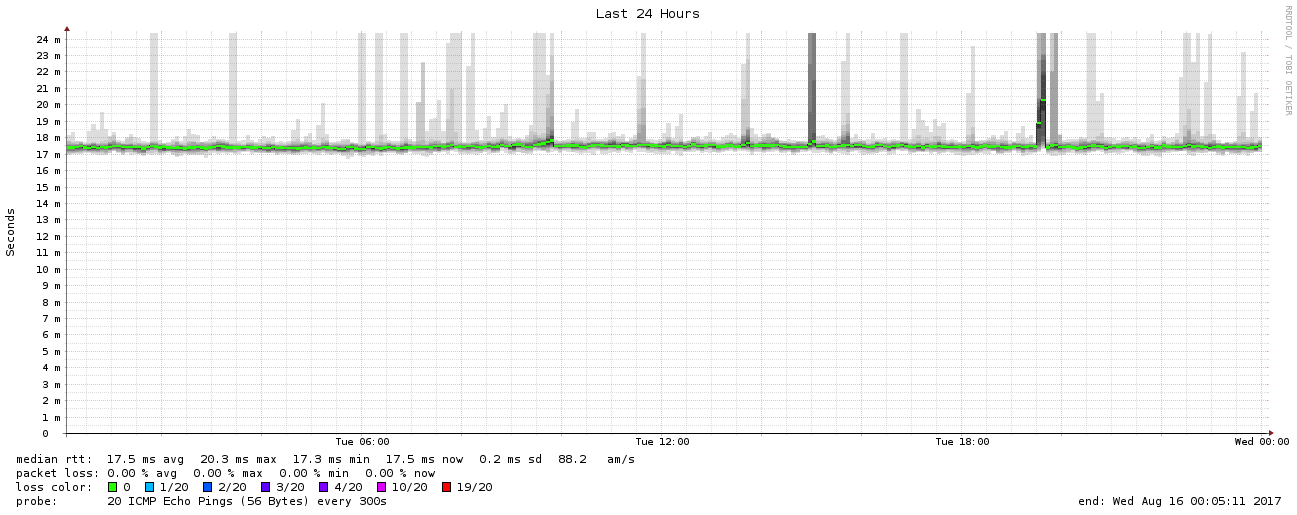 Last 24 Hours
RRDTOOL / TOBI OETIKER
Seconds
24 m
23 m
22 m
21 m
20 m
19 m
18 m
17 m
16 m
15 m
14 m
13 m
12 m
11 m
10 m
9 m
8 m
7 m
6 m
5 m
4 m
3 m
2 m
1 m
0
Tue 06:00 Tue 12:00 Tue 18:00 Wed 00:00
median rtt: 17.5 ms avg 20.3 ms max 17.3 ms min 17.5 ms now 0.2 ms sd 88.2 am/s
packet loss: 0.00 % avg 0.00 % max 0.00 % min 0.00 % now
loss color: 0 1/20 2/20 3/20 4/20 10/20 19/20
probe: 20 ICMP Echo Pings (56 Bytes) every 300s end: Wed Aug 16 00:05:11 2017